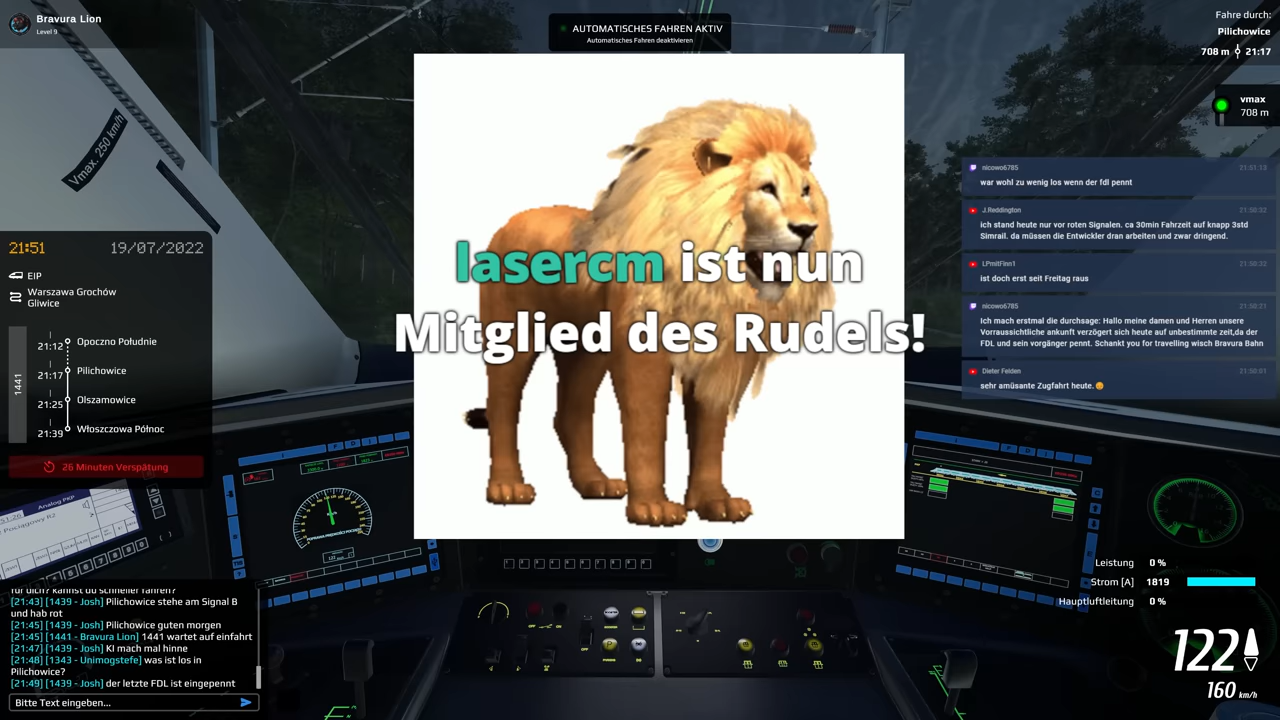 Bravura Lion
Level 9
AUTOMATISCHES FAHREN AKTIV
Automatisches Fahren deaktivieren
Fahre durch:
Pilichowice
708 m 21:17
vmax
708 m
Vmax. 250 km/h
nicowo6785 21:51:13
war wohl zu wenig los wenn der fdl pennt
J.Reddington 21:50:32
ich stand heute nur vor roten Signalen. ca 30min Fahrzeit auf knapp 3std
Simrail. da müssen die Entwickler dran arbeiten und zwar dringend.
LPmitFinn1 21:50:32
ist doch erst seit Freitag raus
nicowo6785 21:50:21
Ich mach erstmal die durchsage: Hallo meine damen und Herren unsere
Vorraussichtliche ankunft verzögert sich heute auf unbestimmte zeit,da der
FDL und sein vorgänger pennt. Schankt you for travelling wisch Bravura Bahn
Dieter Felden 21:50:01
sehr amüsante Zugfahrt heute.
21:51 19/07/2022
EIP
Warszawa Grochów
Gliwice
1441
21:12 Opoczno Południe
21:17 Pilichowice
21:25 Olszamowice
21:39 Włoszczowa Północ
26 Minuten Verspätung
lasercm ist nun
Mitglied des Rudels!
Analog PKP
für dich? kannst du schneller fahren?
[21:43] [1439 - Josh] Pilichowice stehe am Signal B
und hab rot
[21:45] [1439 - Josh] Pilichowice guten morgen
[21:45] [1441 - Bravura Lion] 1441 wartet auf einfahrt
[21:47] [1439 - Josh] KI mach mal hinne
[21:48] [1343 - Unimogstefe] was ist los in
Pilichowice?
[21:49] [1439 - Josh] der letzte FDL ist eingepennt
Bitte Text eingeben...
Leistung 0 %
Strom [A] 1819
Hauptluftleitung 0 %
122
160 km/h